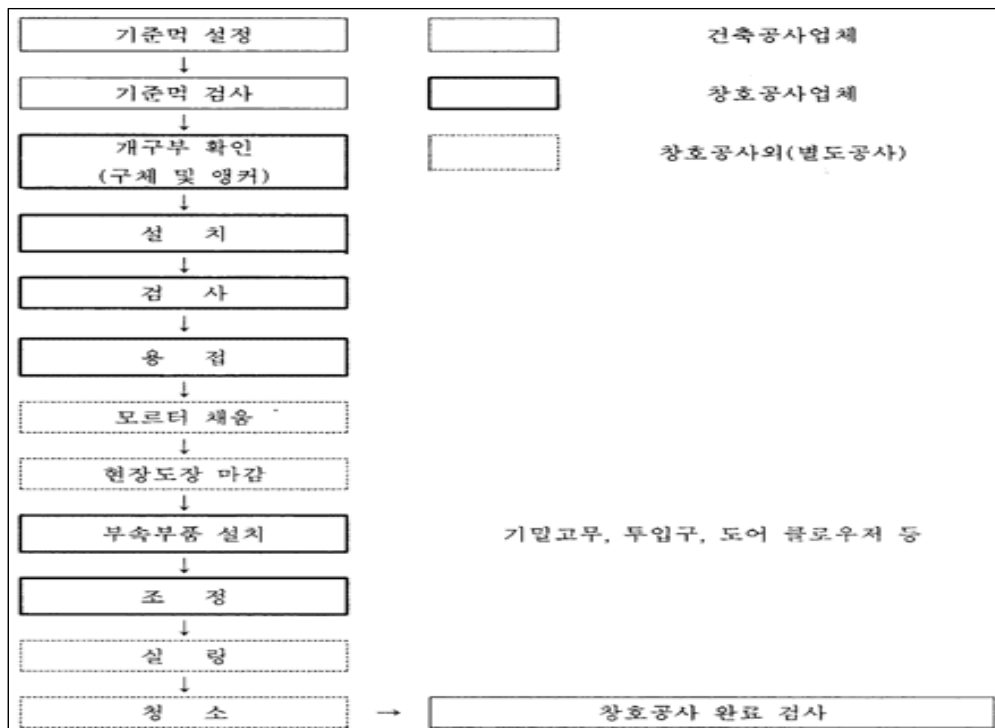 기준먹 설정
건축공사업체
↓
기준먹 검사
창호공사업체
↓
개구부 확인
(구체 및 앵커)
창호공사외(별도공사)
↓
설 치
↓
검 사
↓
용 접
↓
모르터 채움
↓
현장도장 마감
↓
부속부품 설치
기밀고무, 투입구, 도어 클로우저 등
↓
조 정
↓
실 링
↓
청 소 → 창호공사 완료 검사